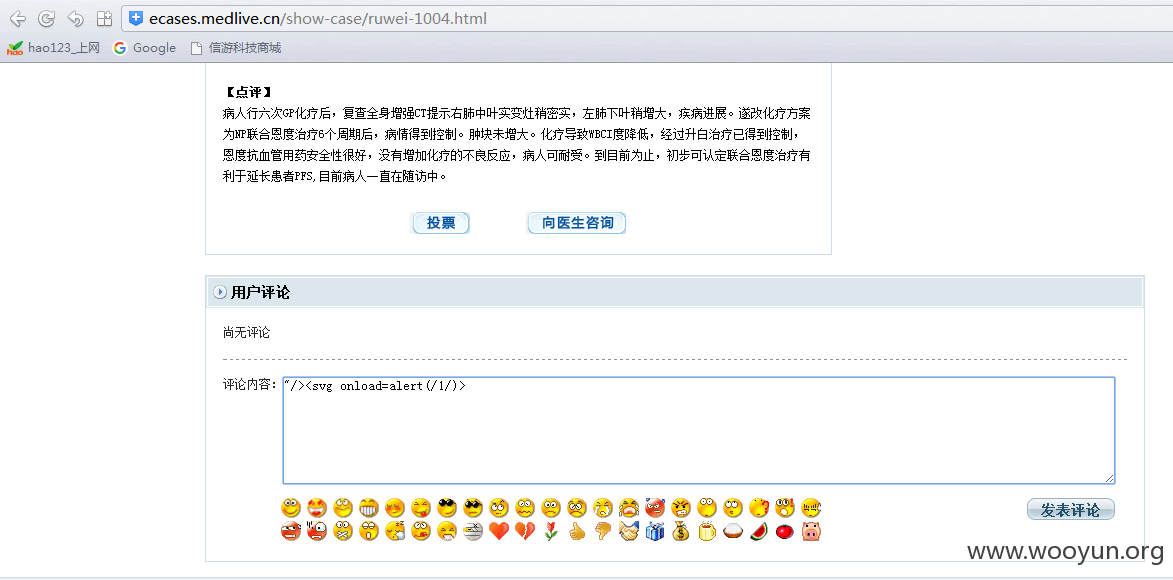 ecases.medlive.cn/show-case/ruwei-1004.html
hao123_上网 Google 信游科技商城
【点评】
病人行六次GP化疗后，复查全身增强CT提示右肺中叶实变灶稍密实，左肺下叶稍增大，疾病进展。遂改化疗方案
为NP联合恩度治疗6个周期后，病情得到控制。肿块未增大。化疗导致WBCI度降低，经过升白治疗已得到控制，
恩度抗血管用药安全性很好，没有增加化疗的不良反应，病人可耐受。到目前为止，初步可认定联合恩度治疗有
利于延长患者PFS,目前病人一直在随访中。
投票 向医生咨询
用户评论
尚无评论
评论内容： "/><svg onload=alert(/1/)>
发表评论
www.wooyun.org